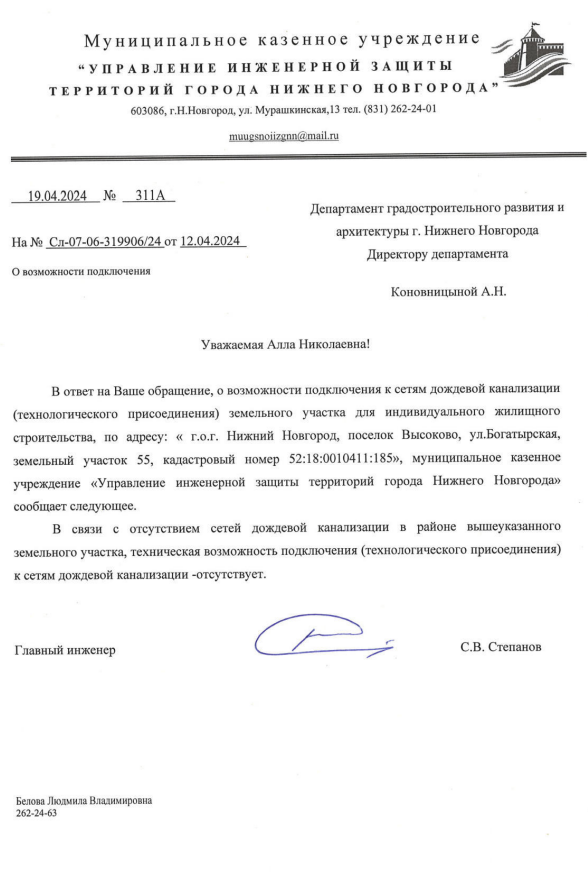 Муниципальное казенное учреждение
“УПРАВЛЕНИЕ ИНЖЕНЕРНОЙ ЗАЩИТЫ
ТЕРРИТОРИЙ ГОРОДА НИЖНЕГО НОВГОРОДА”
603086, г.Н.Новгород, ул. Мурашкинская,13 тел. (831) 262-24-01
muugsnoiizgnn@mail.ru
19.04.2024 № 311А
На № Сл-07-06-319906/24 от 12.04.2024
О возможности подключения
Департамент градостроительного развития и
архитектуры г. Нижнего Новгорода
Директору департамента
Коновницыной А.Н.
Уважаемая Алла Николаевна!
В ответ на Ваше обращение, о возможности подключения к сетям дождевой канализации
(технологического присоединения) земельного участка для индивидуального жилищного
строительства, по адресу: « г.о.г. Нижний Новгород, поселок Высоково, ул.Богатырская,
земельный участок 55, кадастровый номер 52:18:0010411:185», муниципальное казенное
учреждение «Управление инженерной защиты территорий города Нижнего Новгорода»
сообщает следующее.
В связи с отсутствием сетей дождевой канализации в районе вышеуказанного
земельного участка, техническая возможность подключения (технологического присоединения)
к сетям дождевой канализации -отсутствует.
Главный инженер
С.В. Степанов
Белова Людмила Владимировна
262-24-63